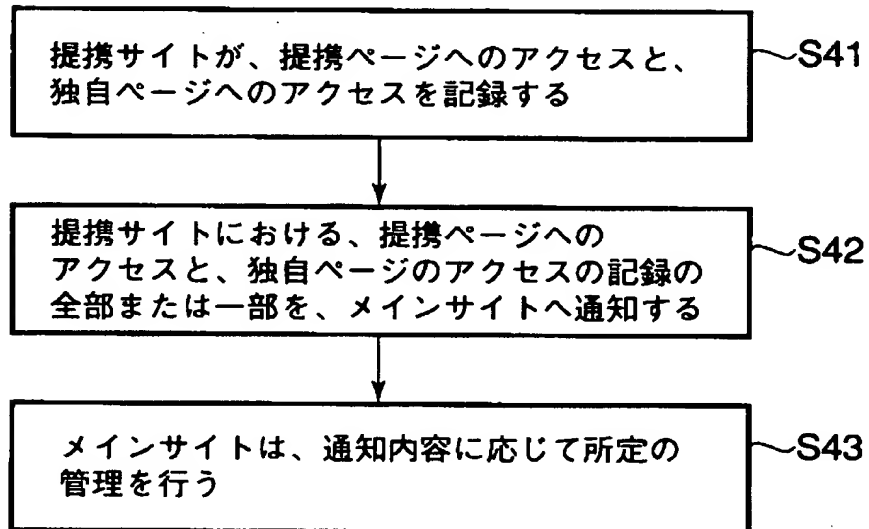 提携サイトが、提携ページへのアクセスと、
独自ページへのアクセスを記録する
S41
提携サイトにおける、提携ページへの
アクセスと、独自ページのアクセスの記録の
全部または一部を、メインサイトへ通知する
S42
メインサイトは、通知内容に応じて所定の
管理を行う
S43